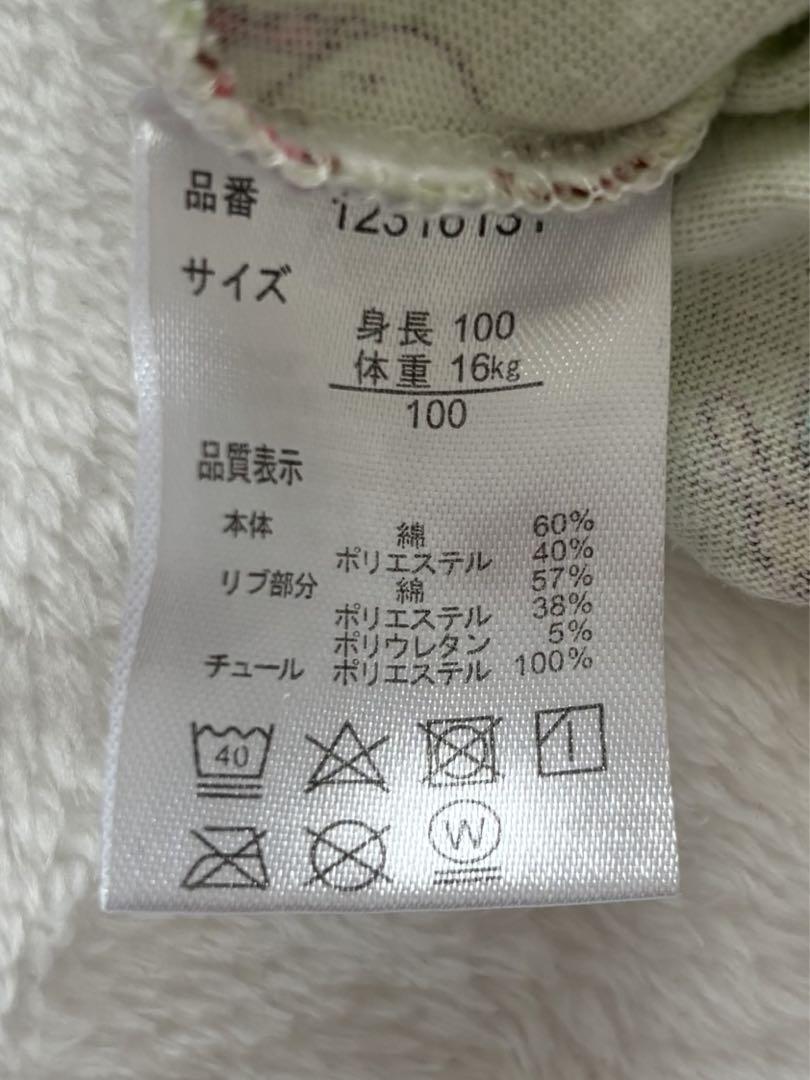 品番
サイズ
身長 100
体重 16kg
100
品質表示
本体 綿 60%
ポリエステル 40%
リブ部分 綿 57%
ポリエステル 38%
ポリウレタン 5%
チュール ポリエステル 100%
40
W